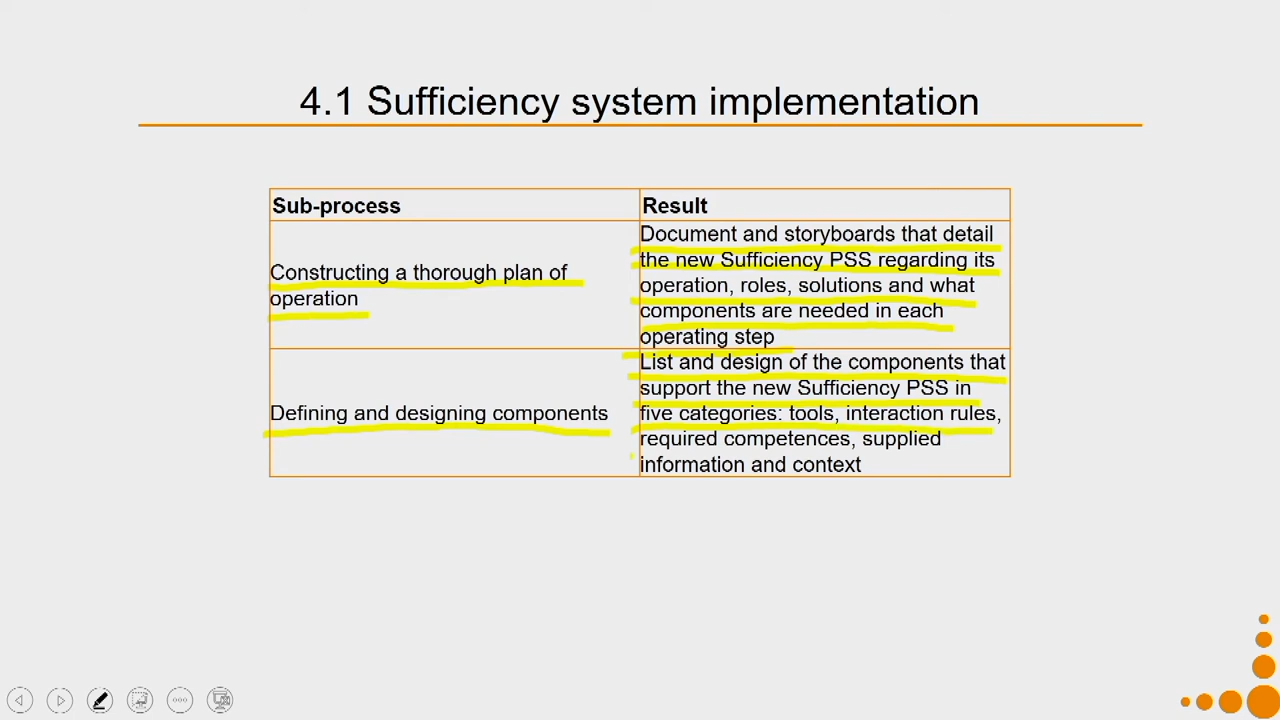 4.1 Sufficiency system implementation
Sub-process
Result
Constructing a thorough plan of
operation
Document and storyboards that detail
the new Sufficiency PSS regarding its
operation, roles, solutions and what
components are needed in each
operating step
Defining and designing components
List and design of the components that
support the new Sufficiency PSS in
five categories: tools, interaction rules,
required competences, supplied
information and context